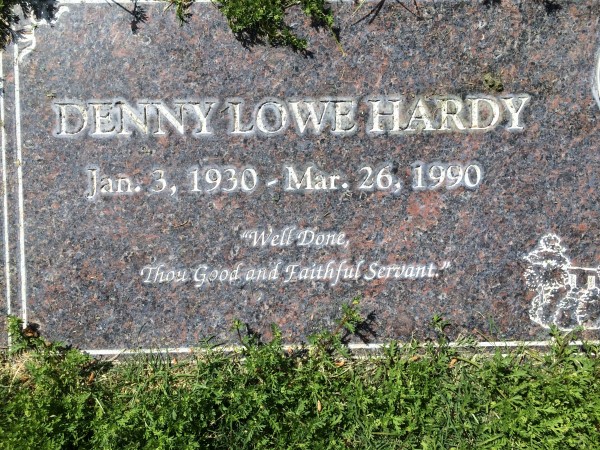 DENNY LOWE HARDY
Jan. 3, 1930 - Mar. 26, 1990
“Well Done,
Thou Good and Faithful Servant.”